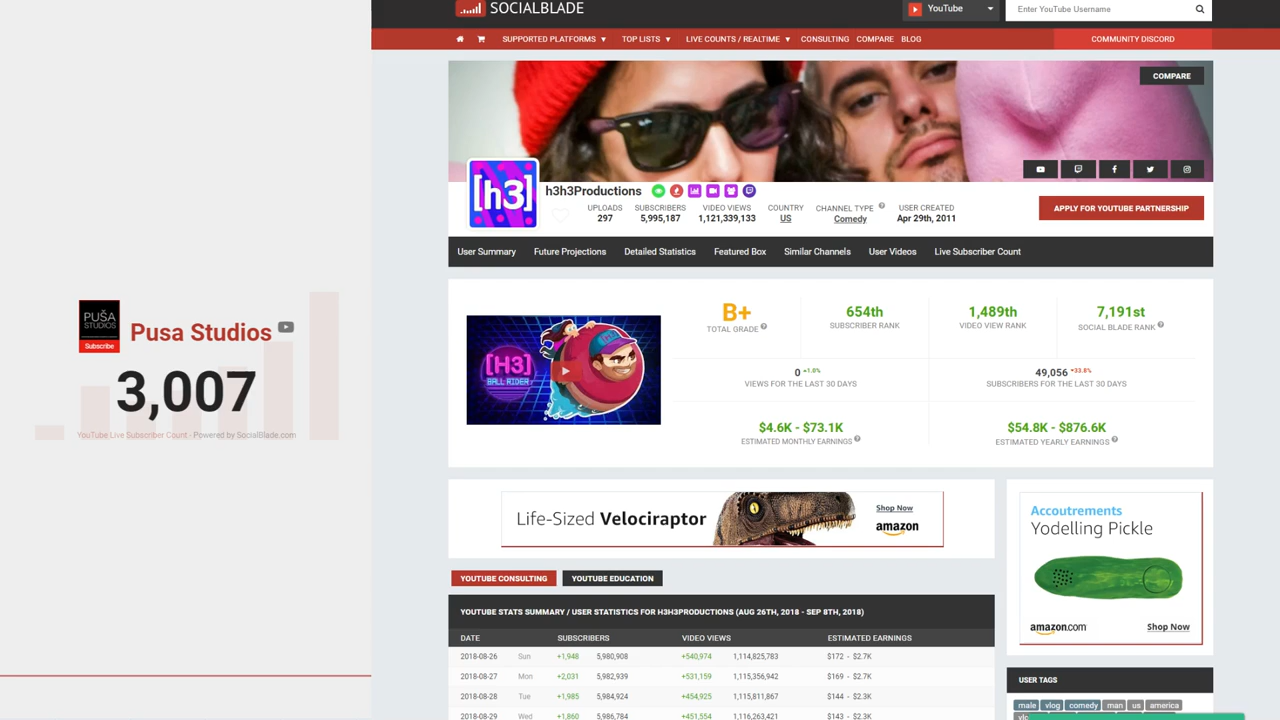 SOCIALBLADE
YouTube
Enter YouTube Username
SUPPORTED PLATFORMS
TOP LISTS
LIVE COUNTS / REALTIME
CONSULTING
COMPARE
BLOG
COMMUNITY DISCORD
COMPARE
[h3]
h3h3Productions
UPLOADS
297
SUBSCRIBERS
5,995,187
VIDEO VIEWS
1,121,339,133
COUNTRY
US
CHANNEL TYPE
Comedy
USER CREATED
Apr 29th, 2011
APPLY FOR YOUTUBE PARTNERSHIP
User Summary
Future Projections
Detailed Statistics
Featured Box
Similar Channels
User Videos
Live Subscriber Count
PUŠA
STUDIOS
Subscribe
Pusa Studios
3,007
YouTube Live Subscriber Count - Powered by SocialBlade.com
[H3]
BALL RIDER
B+
TOTAL GRADE
654th
SUBSCRIBER RANK
1,489th
VIDEO VIEW RANK
7,191st
SOCIAL BLADE RANK
0 +1.0%
VIEWS FOR THE LAST 30 DAYS
49,056 +33.8%
SUBSCRIBERS FOR THE LAST 30 DAYS
$4.6K - $73.1K
ESTIMATED MONTHLY EARNINGS
$54.8K - $876.6K
ESTIMATED YEARLY EARNINGS
Life-Sized Velociraptor
Shop Now
amazon
Accoutrements
Yodelling Pickle
amazon.com
Shop Now
YOUTUBE CONSULTING
YOUTUBE EDUCATION
YOUTUBE STATS SUMMARY / USER STATISTICS FOR H3H3PRODUCTIONS (AUG 26TH, 2018 - SEP 8TH, 2018)
DATE SUBSCRIBERS VIDEO VIEWS ESTIMATED EARNINGS
2018-08-26 Sun +1,948 5,980,908 +540,974 1,114,825,783 $172 - $2.7K
2018-08-27 Mon +2,031 5,982,939 +531,159 1,115,356,942 $169 - $2.7K
2018-08-28 Tue +1,985 5,984,924 +454,925 1,115,811,867 $144 - $2.3K
2018-08-29 Wed +1,860 5,986,784 +451,554 1,116,263,421 $143 - $2.3K
USER TAGS
male vlog comedy man us america